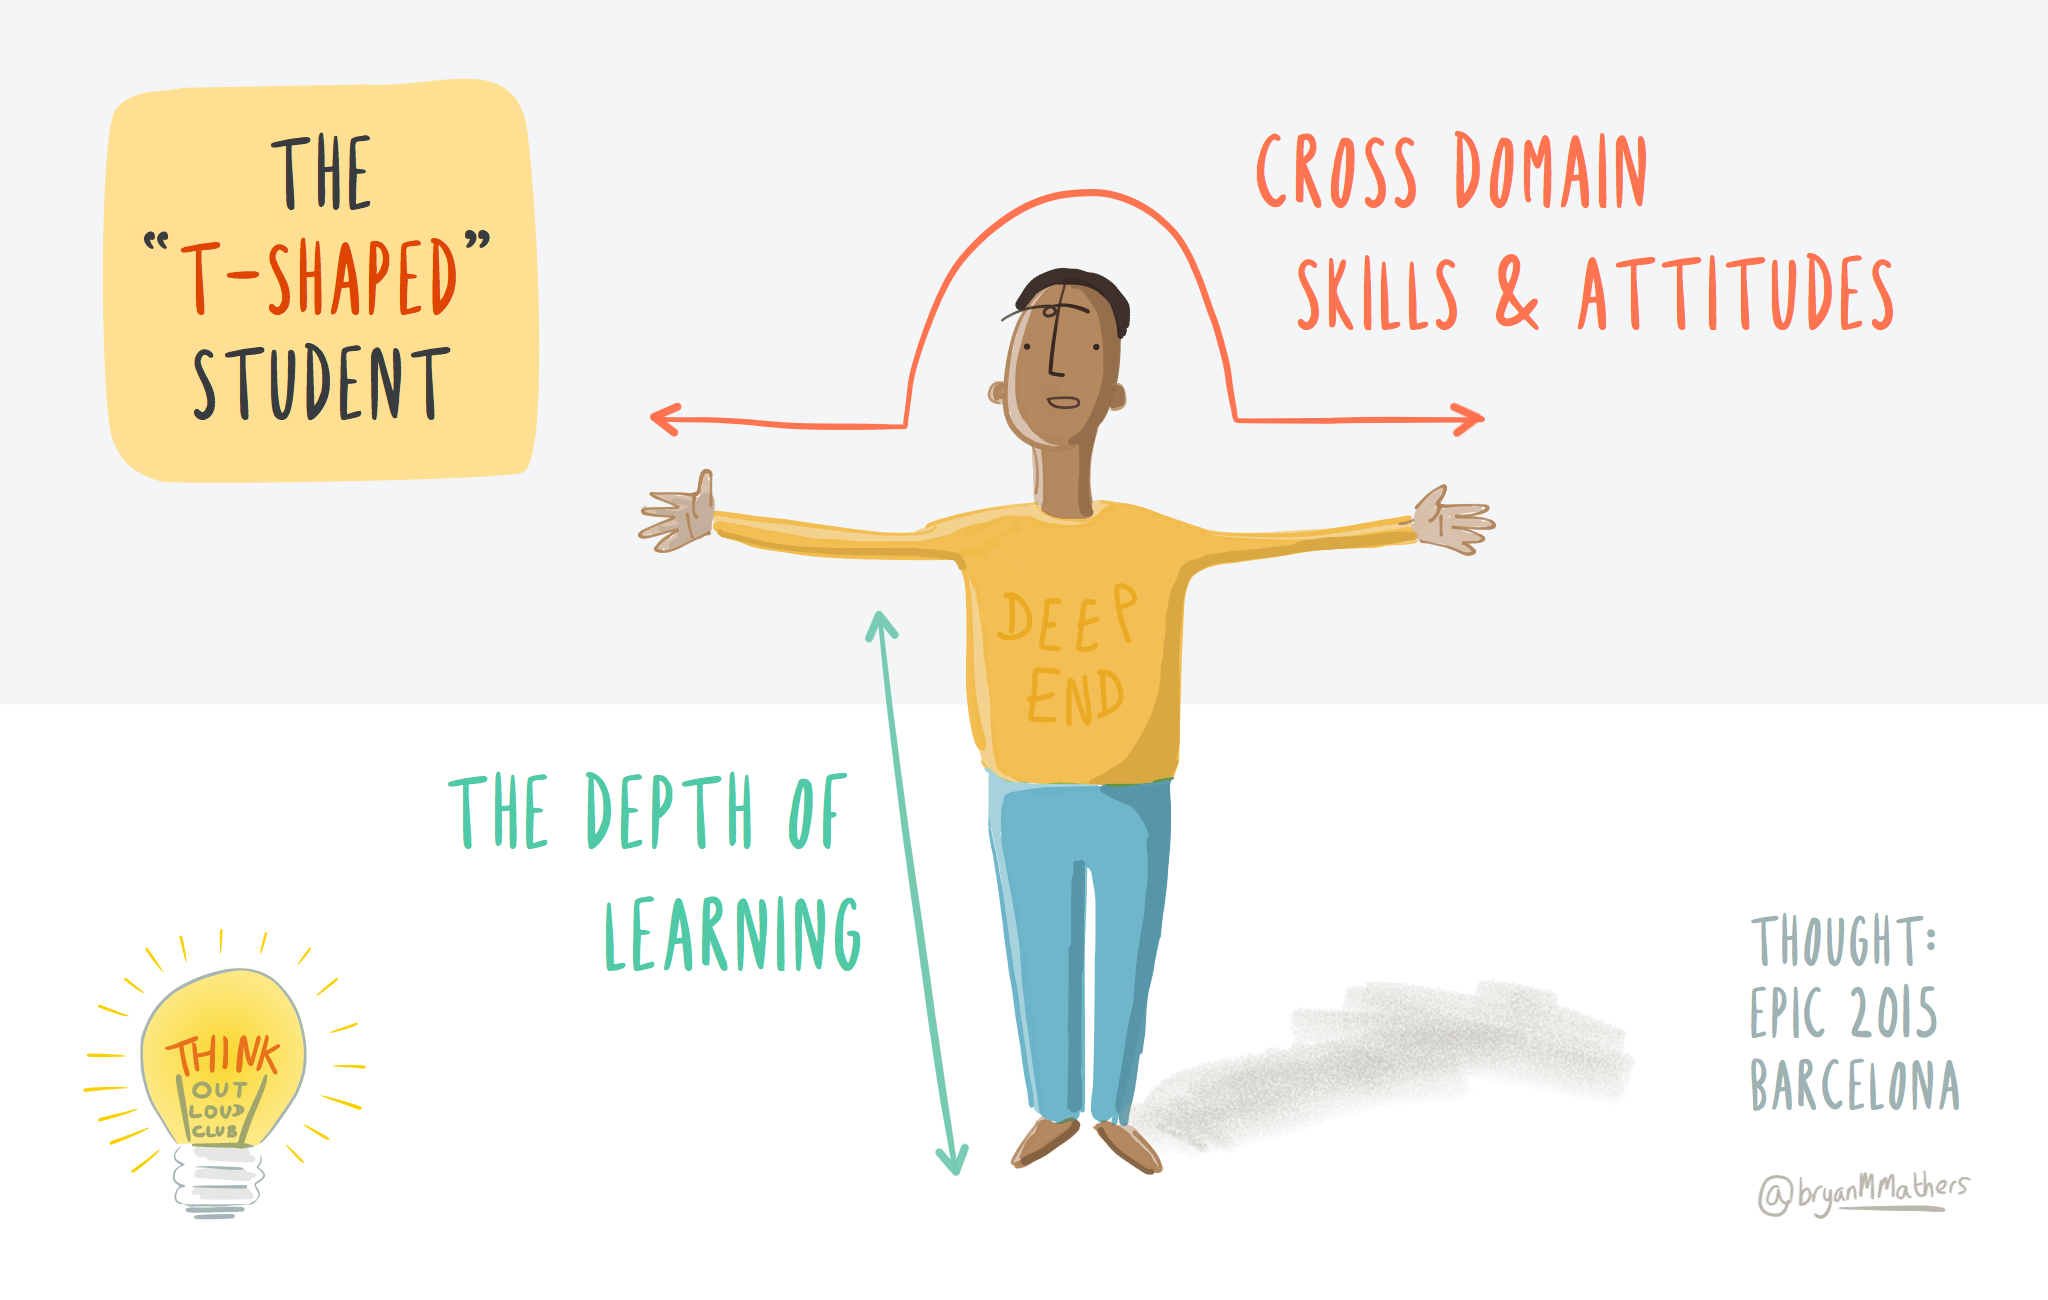 THE
“T-SHAPED”
STUDENT
CROSS DOMAIN
SKILLS & ATTITUDES
DEEP
END
THE DEPTH OF
LEARNING
THINK
OUT
LOUD
CLUB
THOUGHT:
EPIC 2015
BARCELONA
@bryanMMathers